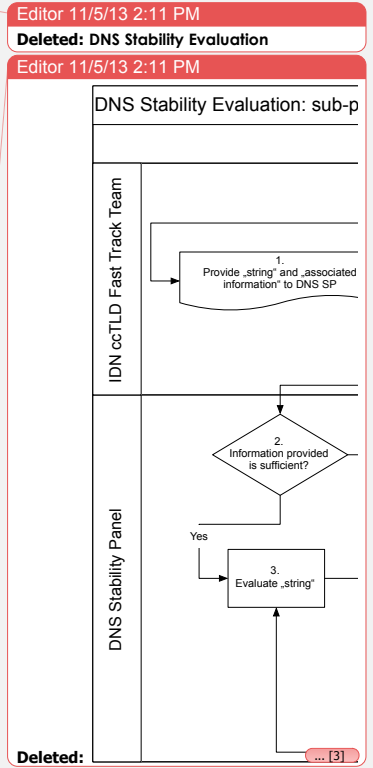 Editor 11/5/13 2:11 PM
Deleted: DNS Stability Evaluation
Editor 11/5/13 2:11 PM
DNS Stability Evaluation: sub-p
IDN ccTLD Fast Track Team
1.
Provide „string“ and „associated
information“ to DNS SP
DNS Stability Panel
2.
Information provided
is sufficient?
Yes
3.
Evaluate „string“
Deleted:
... [3]